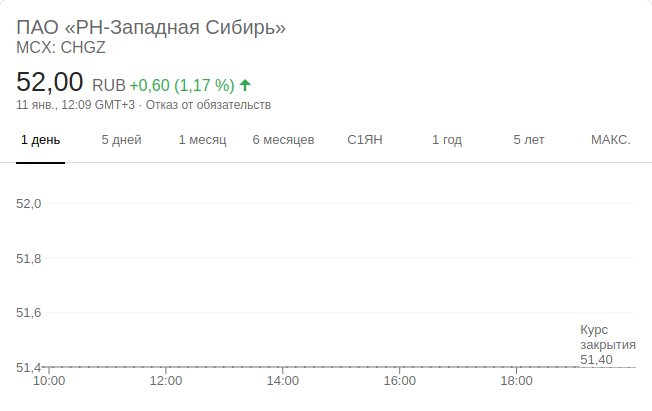 ПАО «РН-Западная Сибирь»
MCX: CHGZ
52,00 RUB +0,60 (1,17 %)
11 янв., 12:09 GMT+3 · Отказ от обязательств
1 день 5 дней 1 месяц 6 месяцев С1ЯН 1 год 5 лет МАКС.
52,0
51,8
51,6
Курс
закрытия
51,40
51,4
10:00 12:00 14:00 16:00 18:00